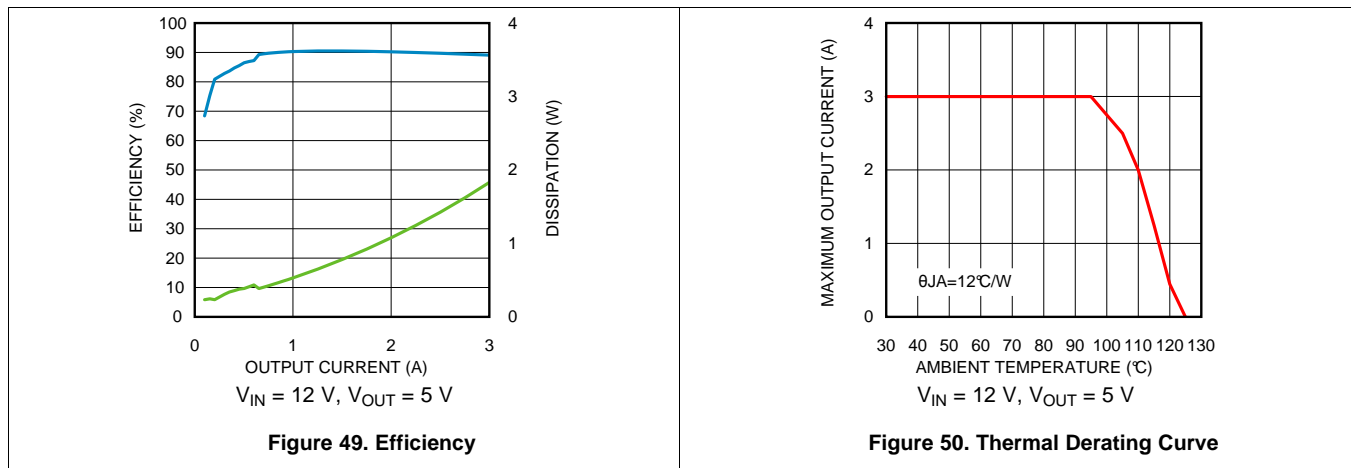 100
90
80
70
60
50
40
30
20
10
0
EFFICIENCY (%)
4
3
2
1
0
DISSIPATION (W)
0 1 2 3
OUTPUT CURRENT (A)
VIN = 12 V, VOUT = 5 V
Figure 49. Efficiency
4
3
2
1
0
MAXIMUM OUTPUT CURRENT (A)
θJA=12°C/W
30 40 50 60 70 80 90 100 110 120 130
AMBIENT TEMPERATURE (°C)
VIN = 12 V, VOUT = 5 V
Figure 50. Thermal Derating Curve